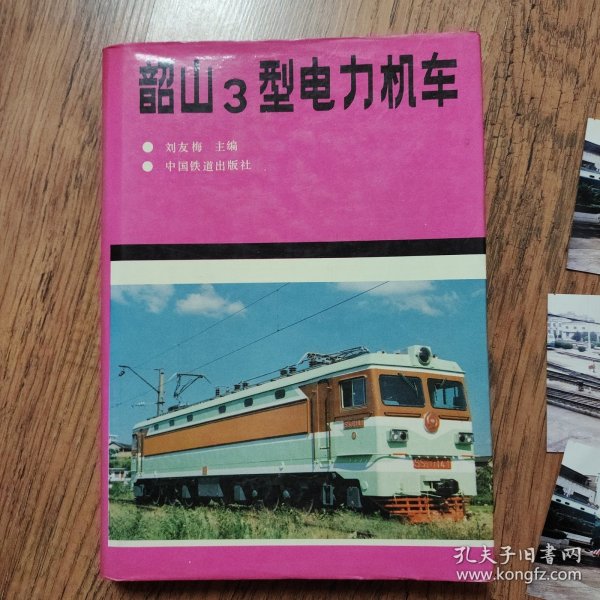 韶山3型电力机车
刘友梅 主编
中国铁道出版社
孔夫子旧书网
www.kongfz.com